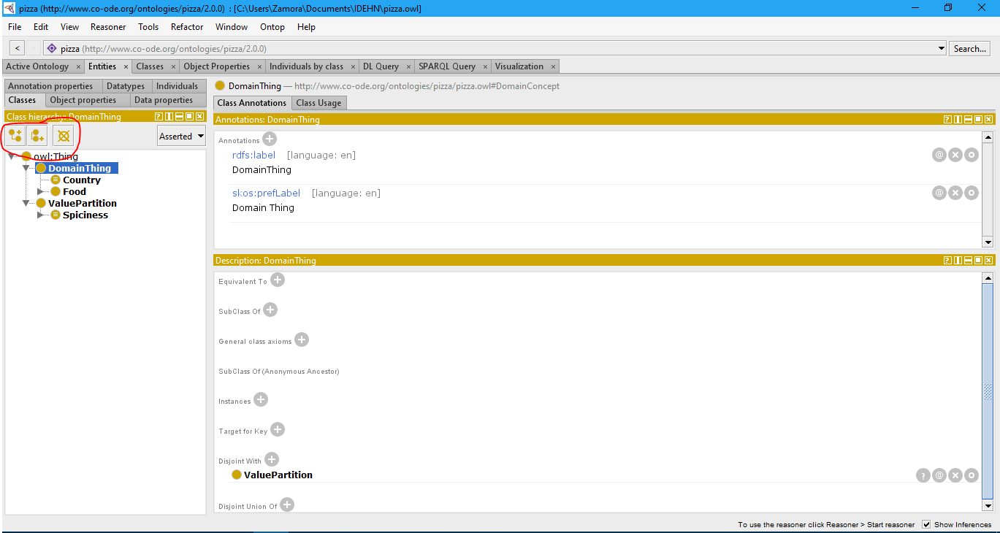 pizza (http://www.co-ode.org/ontologies/pizza/2.0.0) : [C:\Users\Zamora\Documents\IDEHN\pizza.owl]
File Edit View Reasoner Tools Refactor Window Ontop Help
< > pizza (http://www.co-ode.org/ontologies/pizza/2.0.0) Search...
Active Ontology × Entities × Classes × Object Properties × Individuals by class × DL Query × SPARQL Query × Visualization ×
Annotation properties Datatypes Individuals
Classes Object properties Data properties
Class hierarchy: DomainThing
Asserted
owl:Thing
DomainThing
Country
Food
ValuePartition
Spiciness
DomainThing — http://www.co-ode.org/ontologies/pizza/pizza.owl#DomainConcept
Class Annotations Class Usage
Annotations: DomainThing
Annotations
rdfs:label [language: en]
DomainThing
skos:prefLabel [language: en]
Domain Thing
Description: DomainThing
Equivalent To
SubClass Of
General class axioms
SubClass Of (Anonymous Ancestor)
Instances
Target for Key
Disjoint With
ValuePartition
Disjoint Union Of
To use the reasoner click Reasoner > Start reasoner Show Inferences